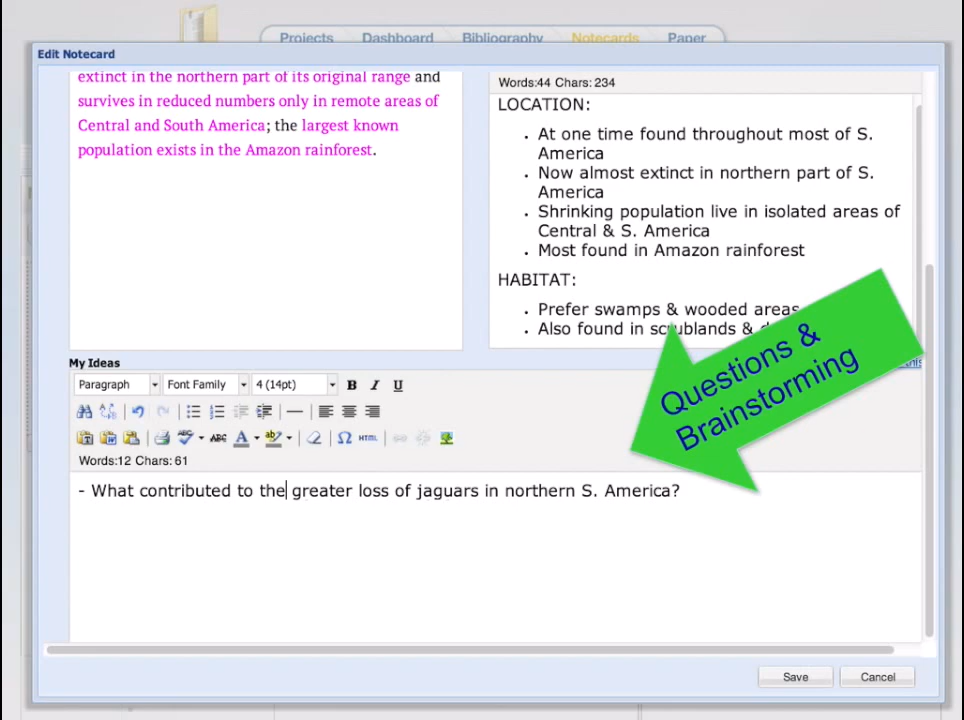 Projects Dashboard Bibliography Notecards Paper
Edit Notecard
extinct in the northern part of its original range and
survives in reduced numbers only in remote areas of
Central and South America; the largest known
population exists in the Amazon rainforest.
Words:44 Chars: 234
LOCATION:
• At one time found throughout most of S.
America
• Now almost extinct in northern part of S.
America
• Shrinking population live in isolated areas of
Central & S. America
• Most found in Amazon rainforest
HABITAT:
• Prefer swamps & wooded areas
• Also found in scrublands &
Questions &
Brainstorming
My Ideas
Paragraph Font Family 4 (14pt) B I U
ABC A ab Ω HTML
Words:12 Chars: 61
- What contributed to the greater loss of jaguars in northern S. America?
Save Cancel